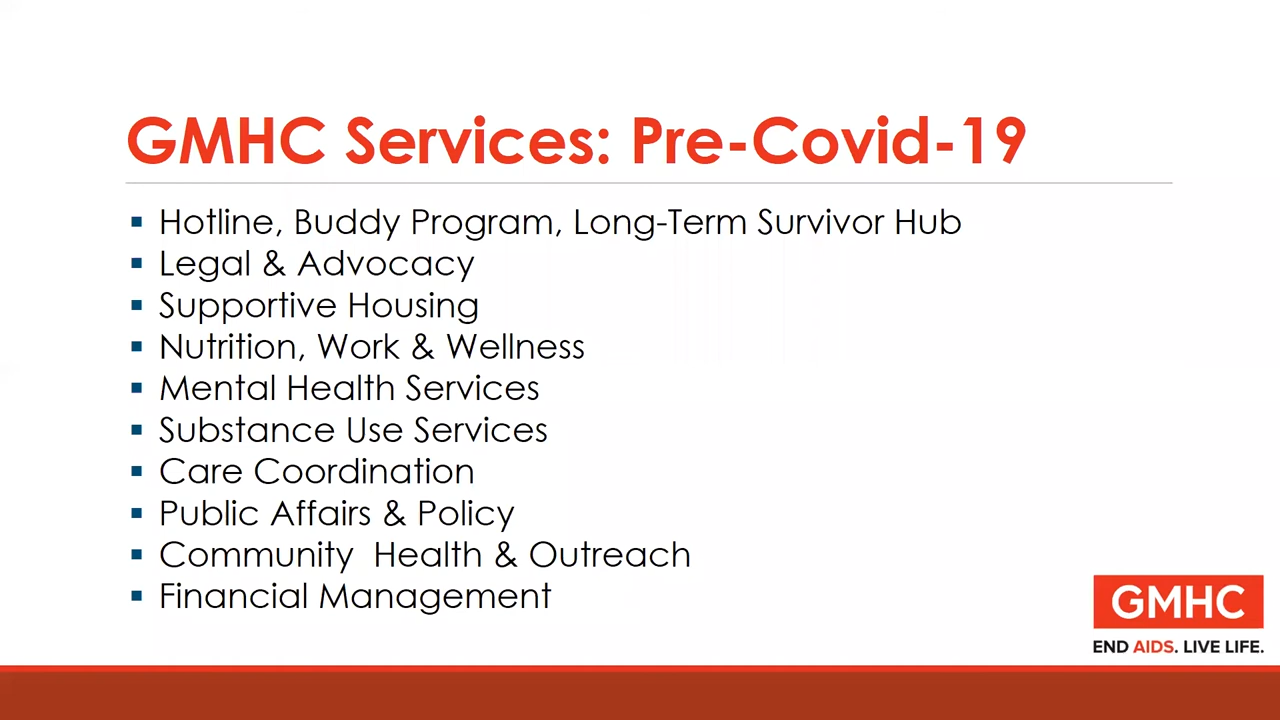 GMHC Services: Pre-Covid-19
▪ Hotline, Buddy Program, Long-Term Survivor Hub
▪ Legal & Advocacy
▪ Supportive Housing
▪ Nutrition, Work & Wellness
▪ Mental Health Services
▪ Substance Use Services
▪ Care Coordination
▪ Public Affairs & Policy
▪ Community  Health & Outreach
▪ Financial Management
GMHC
END AIDS. LIVE LIFE.